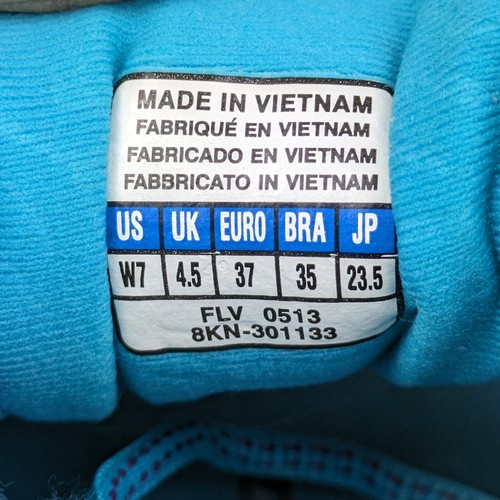 MADE IN VIETNAM
FABRIQUÉ EN VIETNAM
FABRICADO EN VIETNAM
FABBRICATO IN VIETNAM
US UK EURO BRA JP
W7 4.5 37 35 23.5
FLV 0513
8KN-301133